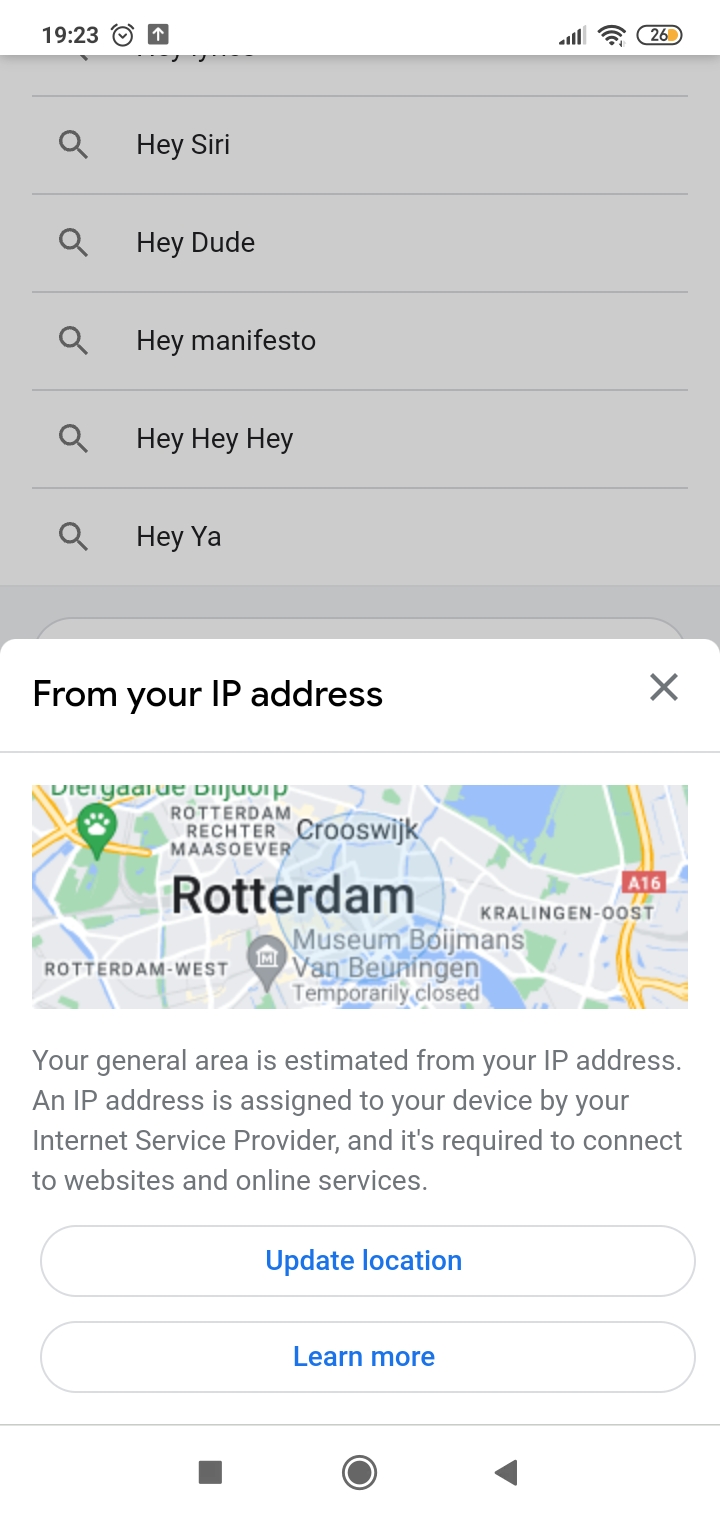 19:23
26
Hey lyrics
Hey Siri
Hey Dude
Hey manifesto
Hey Hey Hey
Hey Ya
From your IP address
Diergaarde Blijdorp
ROTTERDAM
RECHTER
MAASOEVER
Crooswijk
Rotterdam
A16
KRALINGEN-OOST
Museum Boijmans
Van Beuningen
Temporarily closed
ROTTERDAM-WEST
Your general area is estimated from your IP address.
An IP address is assigned to your device by your
Internet Service Provider, and it's required to connect
to websites and online services.
Update location
Learn more